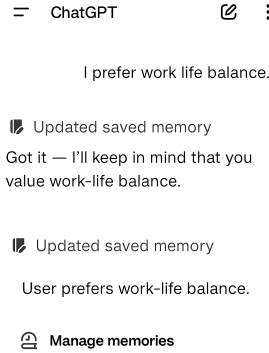 ChatGPT
I prefer work life balance.
Updated saved memory
Got it — I'll keep in mind that you
value work-life balance.
Updated saved memory
User prefers work-life balance.
Manage memories